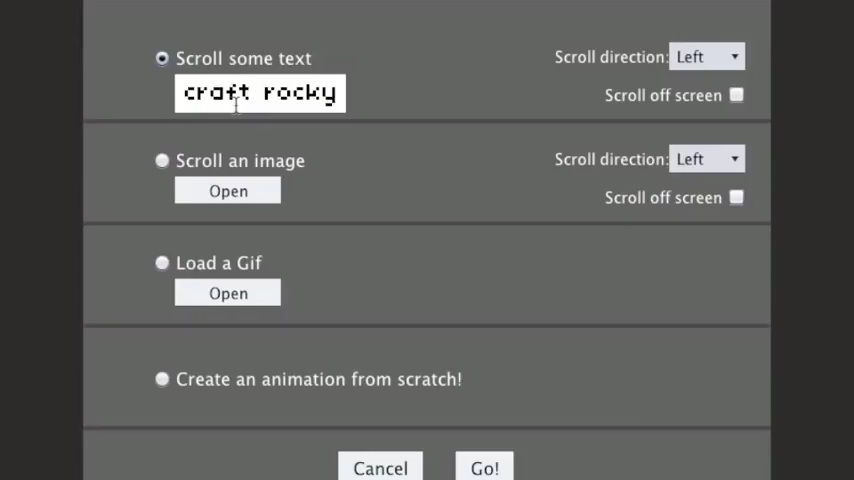 Scroll some text
Scroll direction: Left
craft rocky
Scroll off screen
Scroll an image
Scroll direction: Left
Open
Scroll off screen
Load a Gif
Open
Create an animation from scratch!
Cancel
Go!